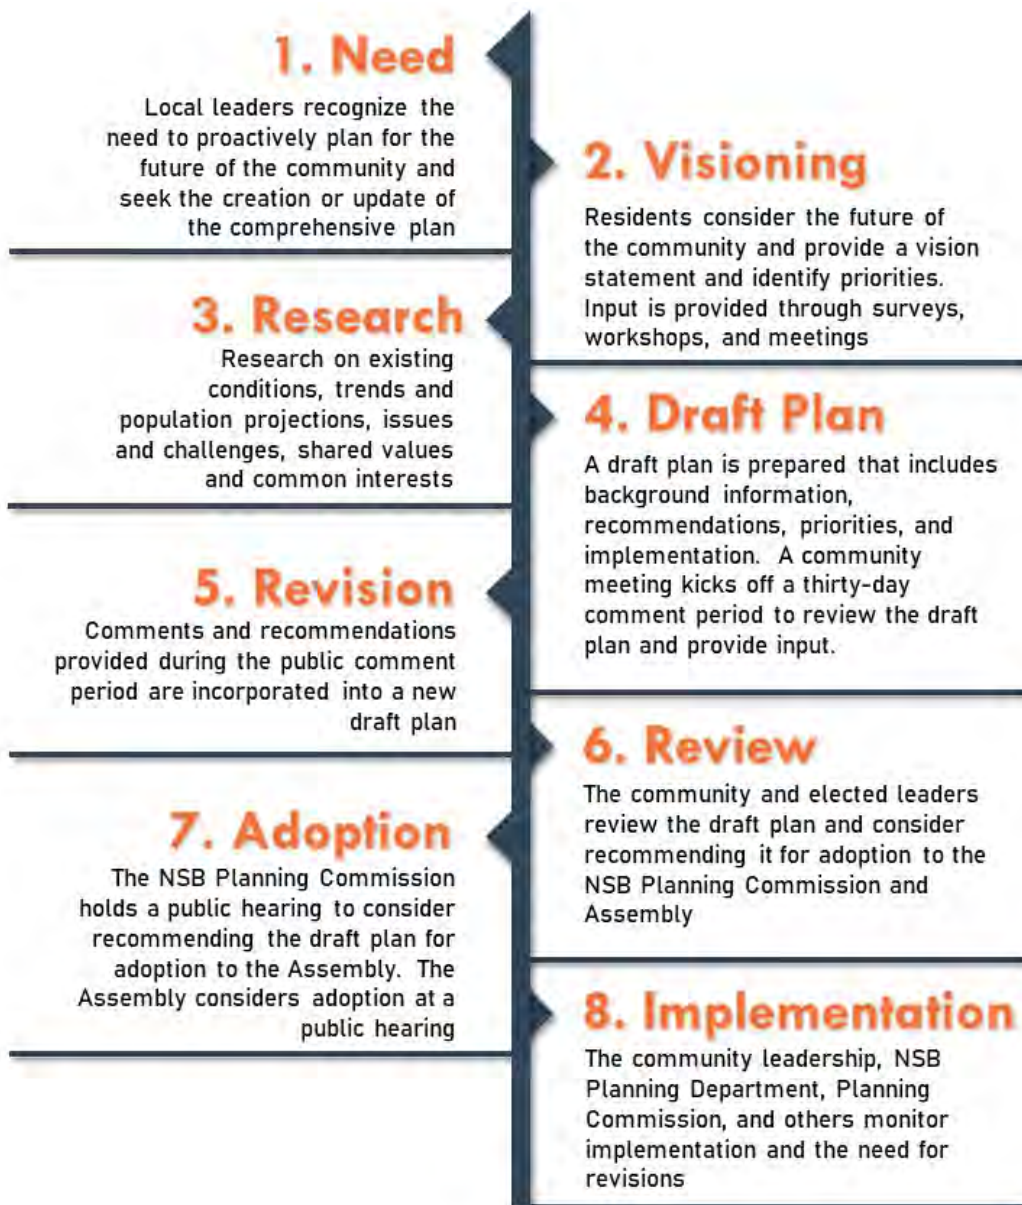 1. Need
Local leaders recognize the
need to proactively plan for the
future of the community and
seek the creation or update of
the comprehensive plan
2. Visioning
Residents consider the future of
the community and provide a vision
statement and identify priorities.
Input is provided through surveys,
workshops, and meetings
3. Research
Research on existing
conditions, trends and
population projections, issues
and challenges, shared values
and common interests
4. Draft Plan
A draft plan is prepared that includes
background information,
recommendations, priorities, and
implementation. A community
meeting kicks off a thirty-day
comment period to review the draft
plan and provide input.
5. Revision
Comments and recommendations
provided during the public comment
period are incorporated into a new
draft plan
6. Review
The community and elected leaders
review the draft plan and consider
recommending it for adoption to the
NSB Planning Commission and
Assembly
7. Adoption
The NSB Planning Commission
holds a public hearing to consider
recommending the draft plan for
adoption to the Assembly. The
Assembly considers adoption at a
public hearing
8. Implementation
The community leadership, NSB
Planning Department, Planning
Commission, and others monitor
implementation and the need for
revisions